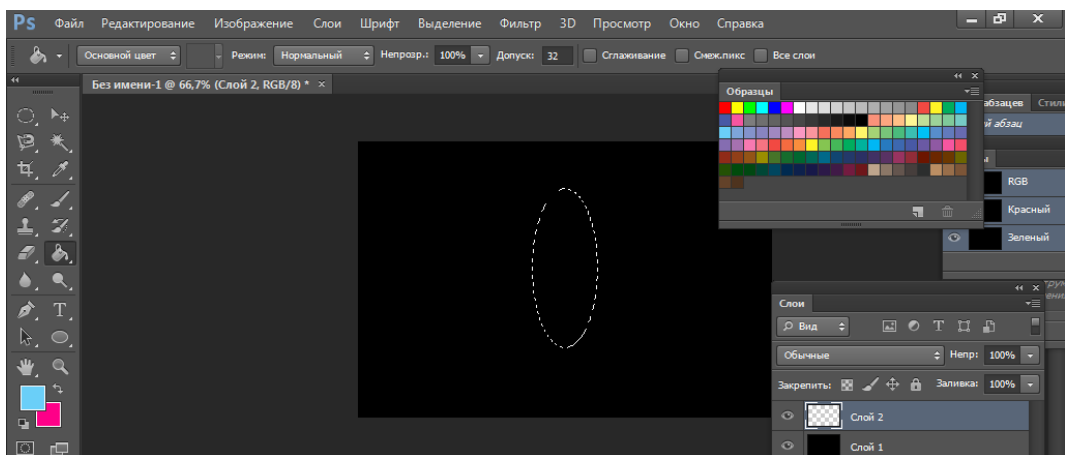 Ps Файл Редактирование Изображение Слои Шрифт Выделение Фильтр 3D Просмотр Окно Справка
Основной цвет Режим: Нормальный Непрозр.: 100% Допуск: 32 Сглаживание Смеж.пикс Все слои
Без имени-1 @ 66,7% (Слой 2, RGB/8) * ×
Образцы
абзацев Стили
й абзац
RGB
Красный
Зеленый
Слои
Вид
Обычные Непр: 100%
Закрепить: Заливка: 100%
Слой 2
Слой 1